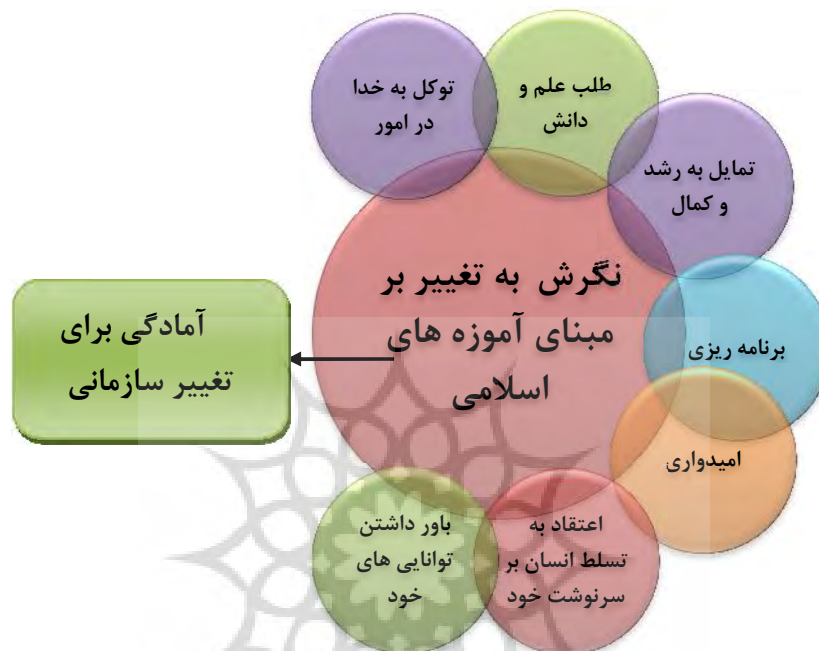 توکل به خدا
در امور
طلب علم و
دانش
تمایل به رشد
و کمال
نگرش به تغییر بر
مبنای آموزه های
اسلامی
برنامه ریزی
آمادگی برای
تغییر سازمانی
امیدواری
اعتقاد به
تسلط انسان بر
سرنوشت خود
باور داشتن
توانایی های
خود